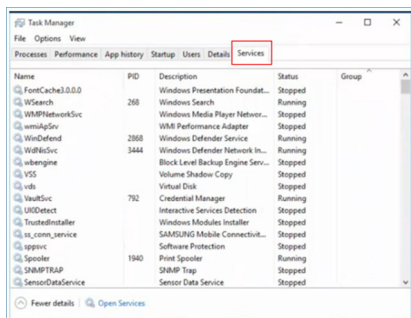 Task Manager
File Options View
Processes Performance App history Startup Users Details Services
Name PID Description Status Group
FontCache3.0.0.0 Windows Presentation Foundat... Stopped
WSearch 268 Windows Search Running
WMPNetworkSvc Windows Media Player Networ... Stopped
wmiApSrv WMI Performance Adapter Stopped
WinDefend 2868 Windows Defender Service Running
WdNisSvc 3444 Windows Defender Network In... Running
wbengine Block Level Backup Engine Serv... Stopped
VSS Volume Shadow Copy Stopped
vds Virtual Disk Stopped
VaultSvc 792 Credential Manager Running
UI0Detect Interactive Services Detection Stopped
TrustedInstaller Windows Modules Installer Stopped
ss_conn_service SAMSUNG Mobile Connectivit... Stopped
sppsvc Software Protection Stopped
Spooler 1940 Print Spooler Running
SNMPTRAP SNMP Trap Stopped
SensorDataService Sensor Data Service Stopped
Fewer details Open Services